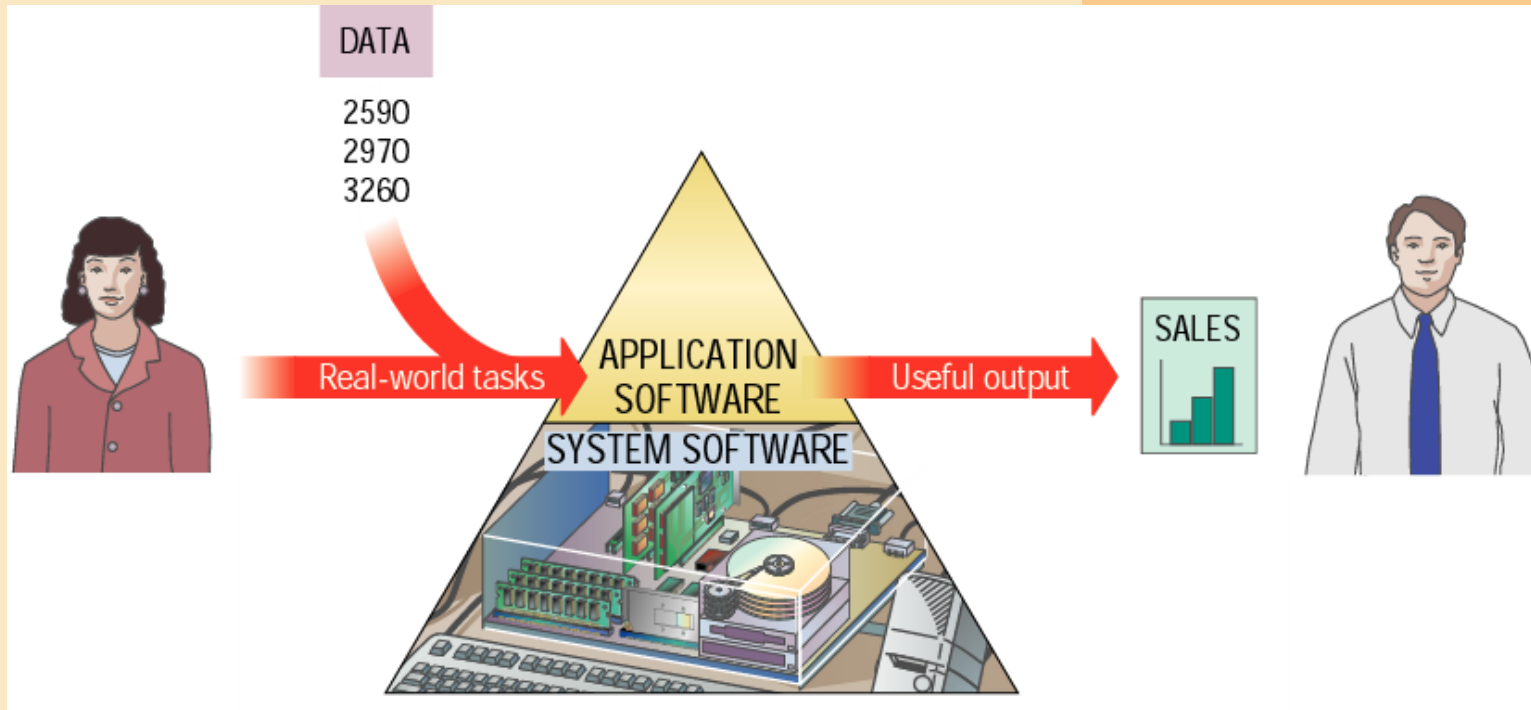 DATA
2590
2970
3260
Real-world tasks
APPLICATION
SOFTWARE
Useful output
SALES
SYSTEM SOFTWARE